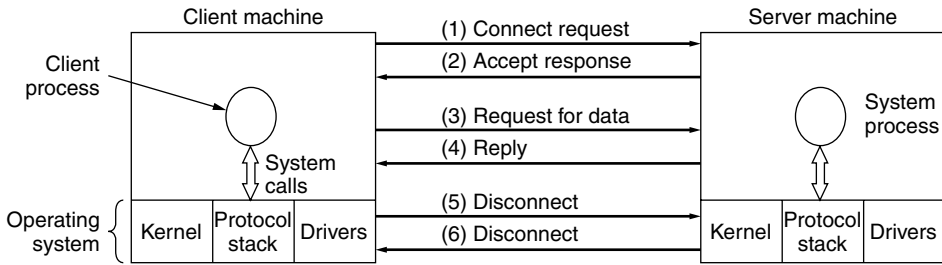 Client machine
Server machine
(1) Connect request
(2) Accept response
Client
process
(3) Request for data
(4) Reply
System
process
System
calls
Operating
system
Kernel
Protocol
stack
Drivers
(5) Disconnect
(6) Disconnect
Kernel
Protocol
stack
Drivers